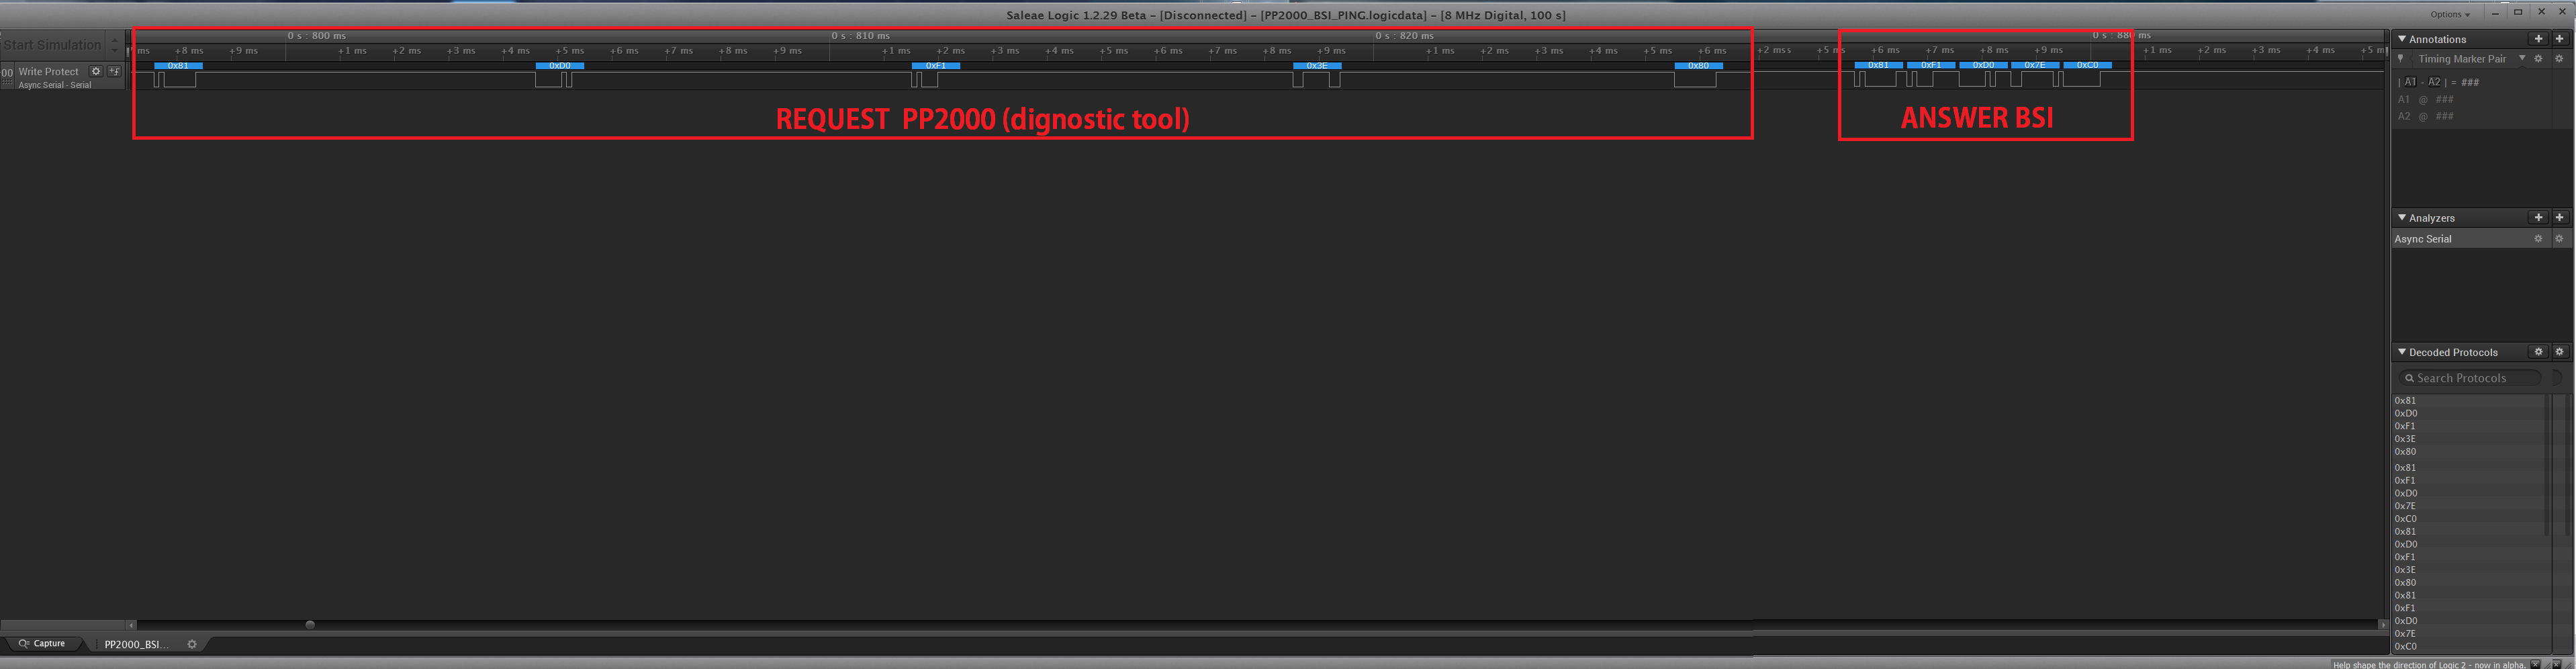 Saleae Logic 1.2.29 Beta – [Disconnected] – [PP2000_BSI_PING.logicdata] – [8 MHz Digital, 100 s]
Options
Start Simulation
0 s : 800 ms
0 s : 810 ms
0 s : 820 ms
0 s : 880 ms
ms +8 ms +9 ms +1 ms +2 ms +3 ms +4 ms +5 ms +6 ms +7 ms +8 ms +9 ms +1 ms +2 ms +3 ms +4 ms +5 ms +6 ms +7 ms +8 ms +9 ms +1 ms +2 ms +3 ms +4 ms +5 ms +6 ms +2 mss +5 m +6 ms +7 ms +8 ms +9 ms +1 ms +2 ms +3 ms +4 ms +5 m
00 Write Protect
Async Serial - Serial
0x81 0xD0 0xF1 0x3E 0x80 0x81 0xF1 0xD0 0x7E 0xC0
REQUEST PP2000 (dignostic tool)
ANSWER BSI
Annotations
Timing Marker Pair
| A1 - A2 | = ###
A1 @ ###
A2 @ ###
Analyzers
Async Serial
Decoded Protocols
Search Protocols
0x81
0xD0
0xF1
0x3E
0x80
0x81
0xF1
0xD0
0x7E
0xC0
0x81
0xD0
0xF1
0x3E
0x80
0x81
0xF1
0xD0
0x7E
0xC0
Capture
PP2000_BSI...
Help shape the direction of Logic 2 - now in alpha.